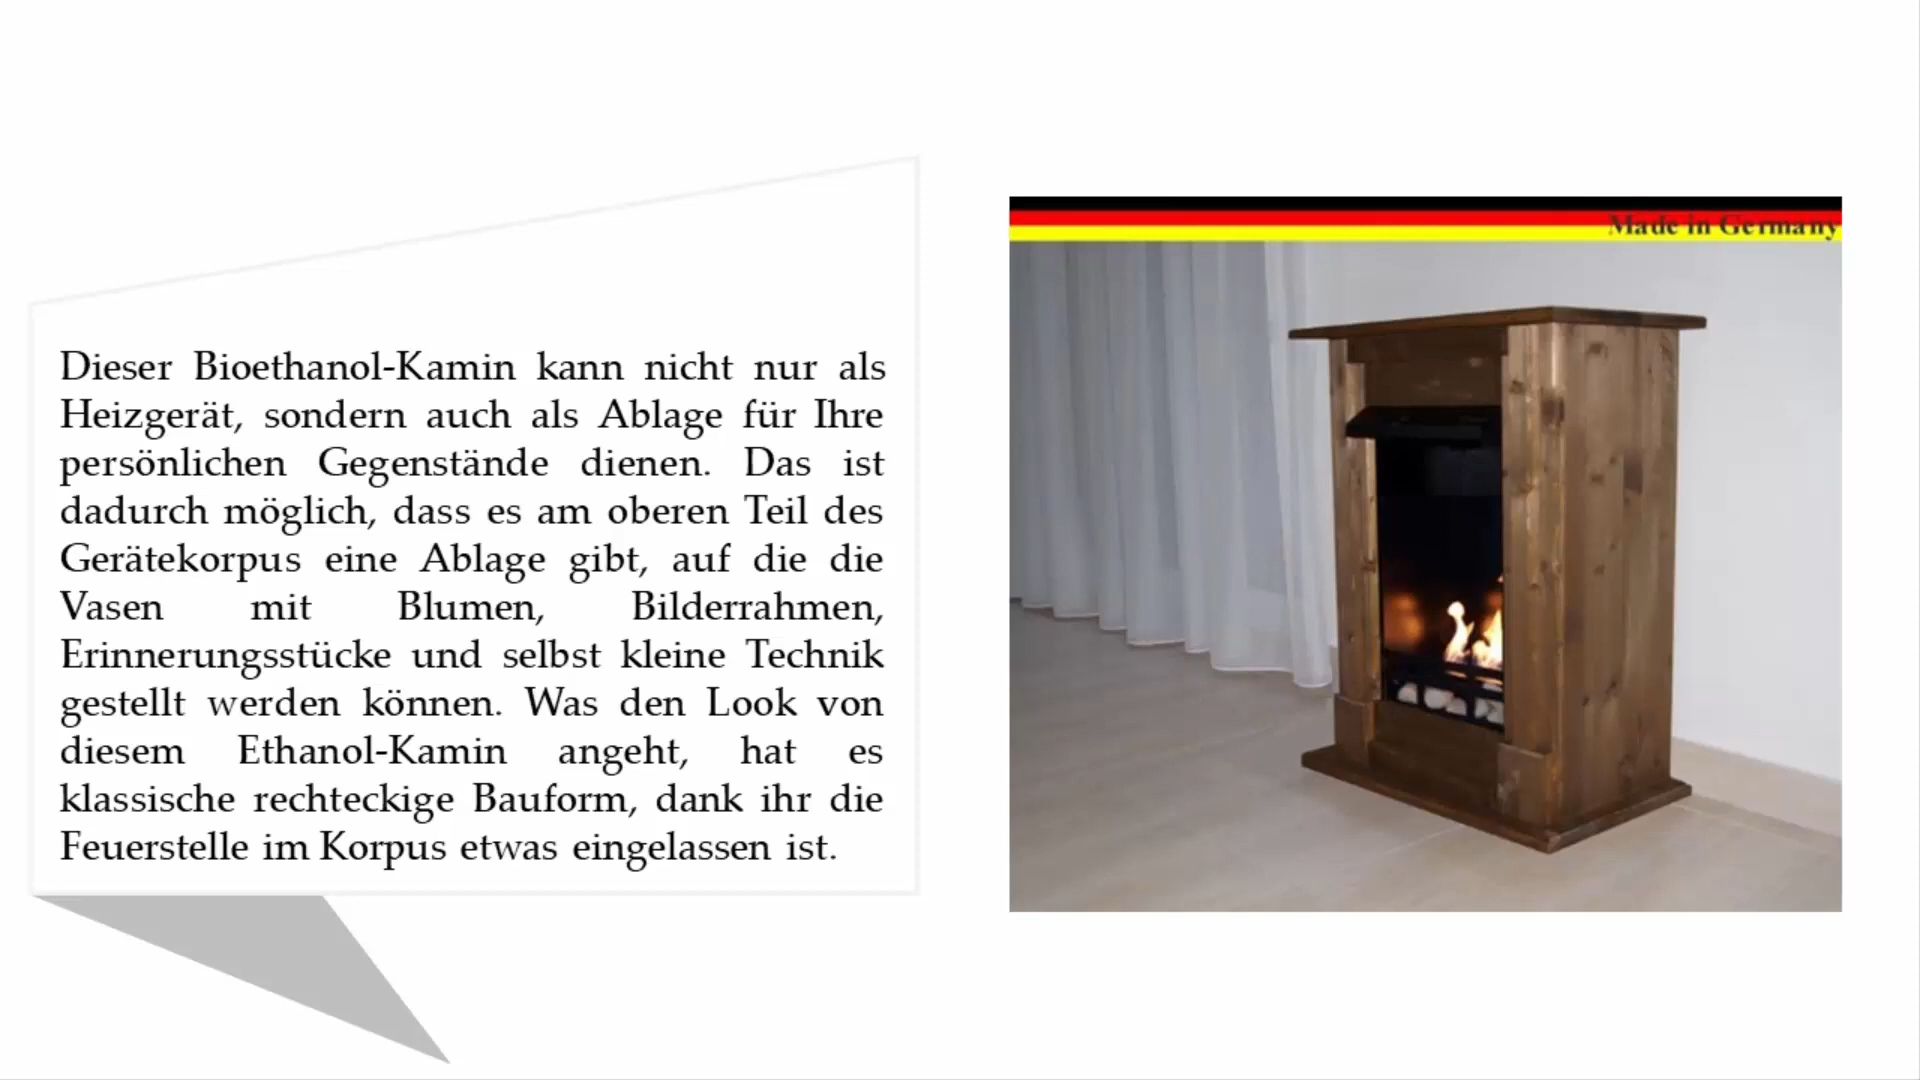 Dieser Bioethanol-Kamin kann nicht nur als
Heizgerät, sondern auch als Ablage für Ihre
persönlichen Gegenstände dienen. Das ist
dadurch möglich, dass es am oberen Teil des
Gerätekorpus eine Ablage gibt, auf die die
Vasen mit Blumen, Bilderrahmen,
Erinnerungsstücke und selbst kleine Technik
gestellt werden können. Was den Look von
diesem Ethanol-Kamin angeht, hat es
klassische rechteckige Bauform, dank ihr die
Feuerstelle im Korpus etwas eingelassen ist.
Made in Germany